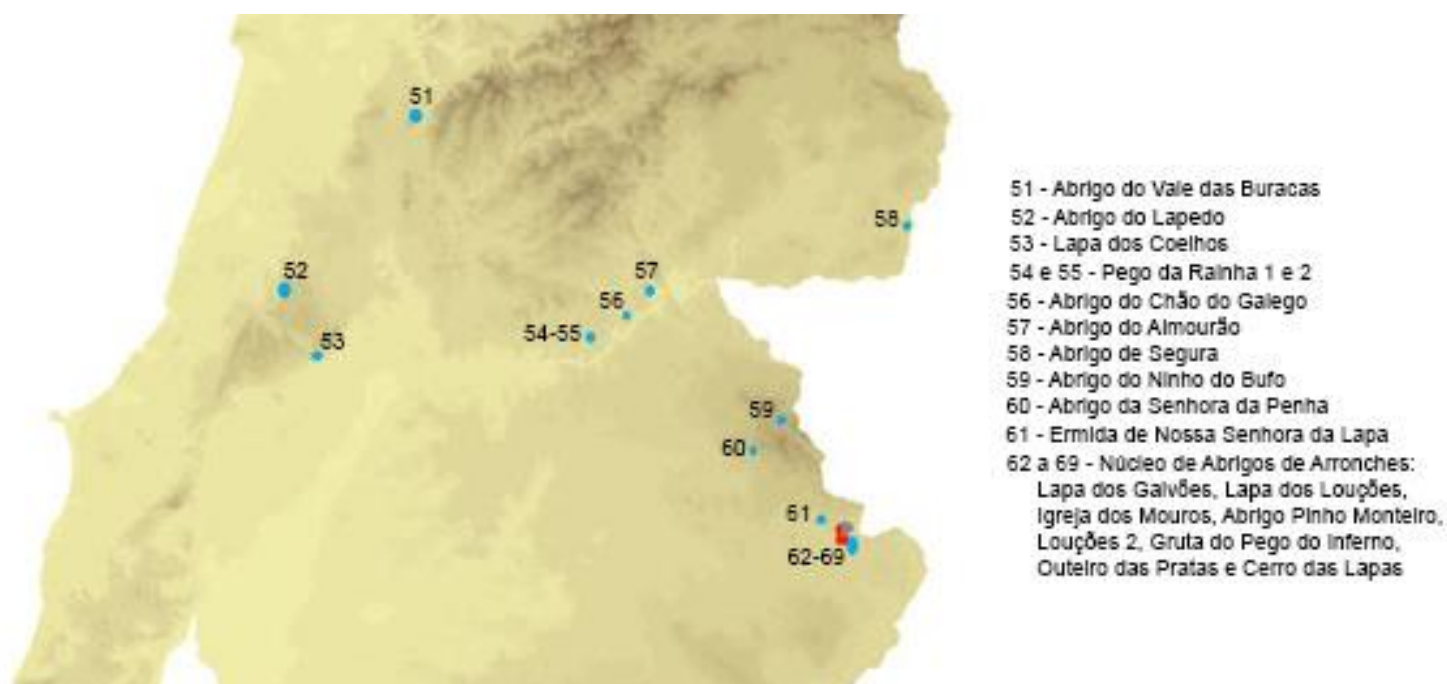 51
58
52
57
56
54-55
53
59
60
61
62-69
51 - Abrigo do Vale das Buracas
52 - Abrigo do Lapedo
53 - Lapa dos Coelhos
54 e 55 - Pego da Rainha 1 e 2
56 - Abrigo do Chão do Galego
57 - Abrigo do Almourão
58 - Abrigo de Segura
59 - Abrigo do Ninho do Bufo
60 - Abrigo da Senhora da Penha
61 - Ermida de Nossa Senhora da Lapa
62 a 69 - Núcleo de Abrigos de Arronches:
Lapa dos Gaivões, Lapa dos Louções,
Igreja dos Mouros, Abrigo Pinho Monteiro,
Louções 2, Gruta do Pego do Inferno,
Outeiro das Pratas e Cerro das Lapas